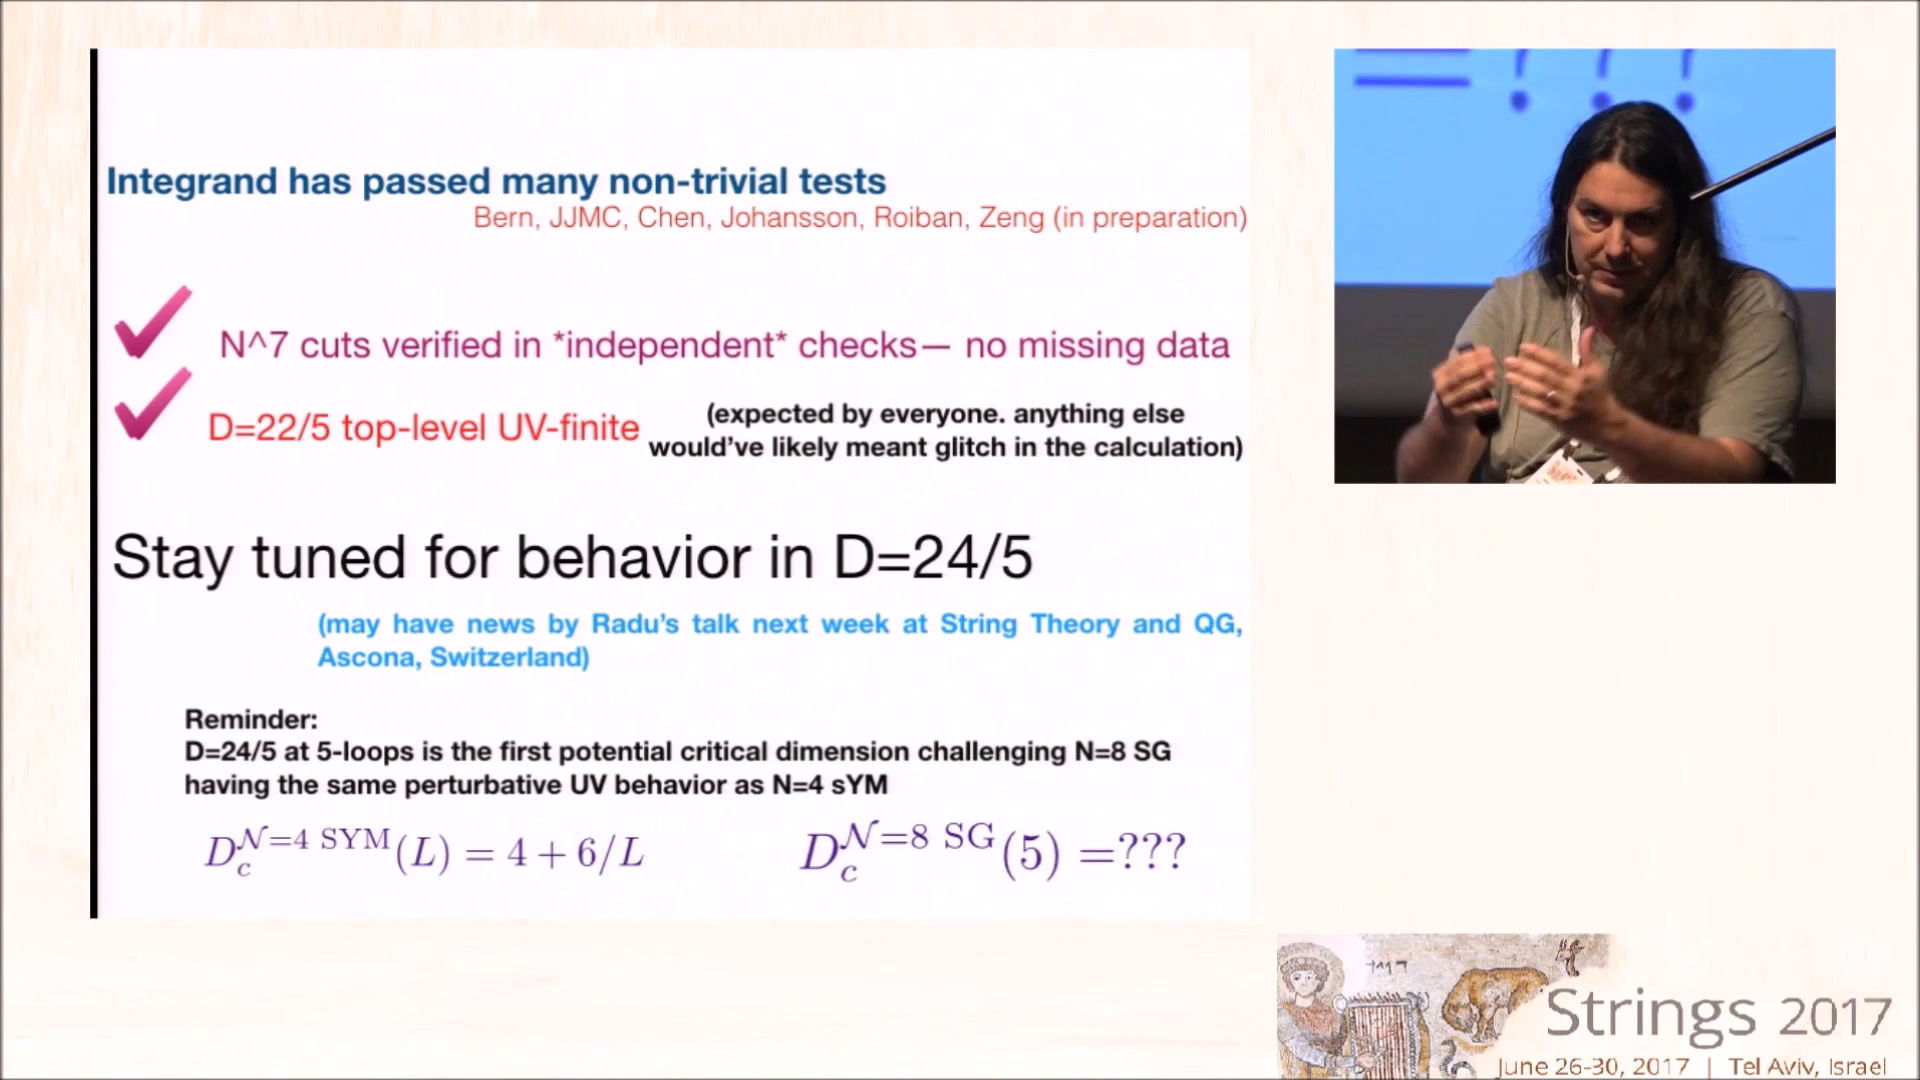 Integrand has passed many non-trivial tests
Bern, JJMC, Chen, Johansson, Roiban, Zeng (in preparation)
N^7 cuts verified in *independent* checks— no missing data
D=22/5 top-level UV-finite
(expected by everyone. anything else
would've likely meant glitch in the calculation)
Stay tuned for behavior in D=24/5
(may have news by Radu's talk next week at String Theory and QG,
Ascona, Switzerland)
Reminder:
D=24/5 at 5-loops is the first potential critical dimension challenging N=8 SG
having the same perturbative UV behavior as N=4 sYM
$D_c^{\mathcal{N}=4\text{ SYM}}(L) = 4 + 6/L$
$D_c^{\mathcal{N}=8\text{ SG}}(5) =???$
=???
Strings 2017
June 26-30, 2017 | Tel Aviv, Israel